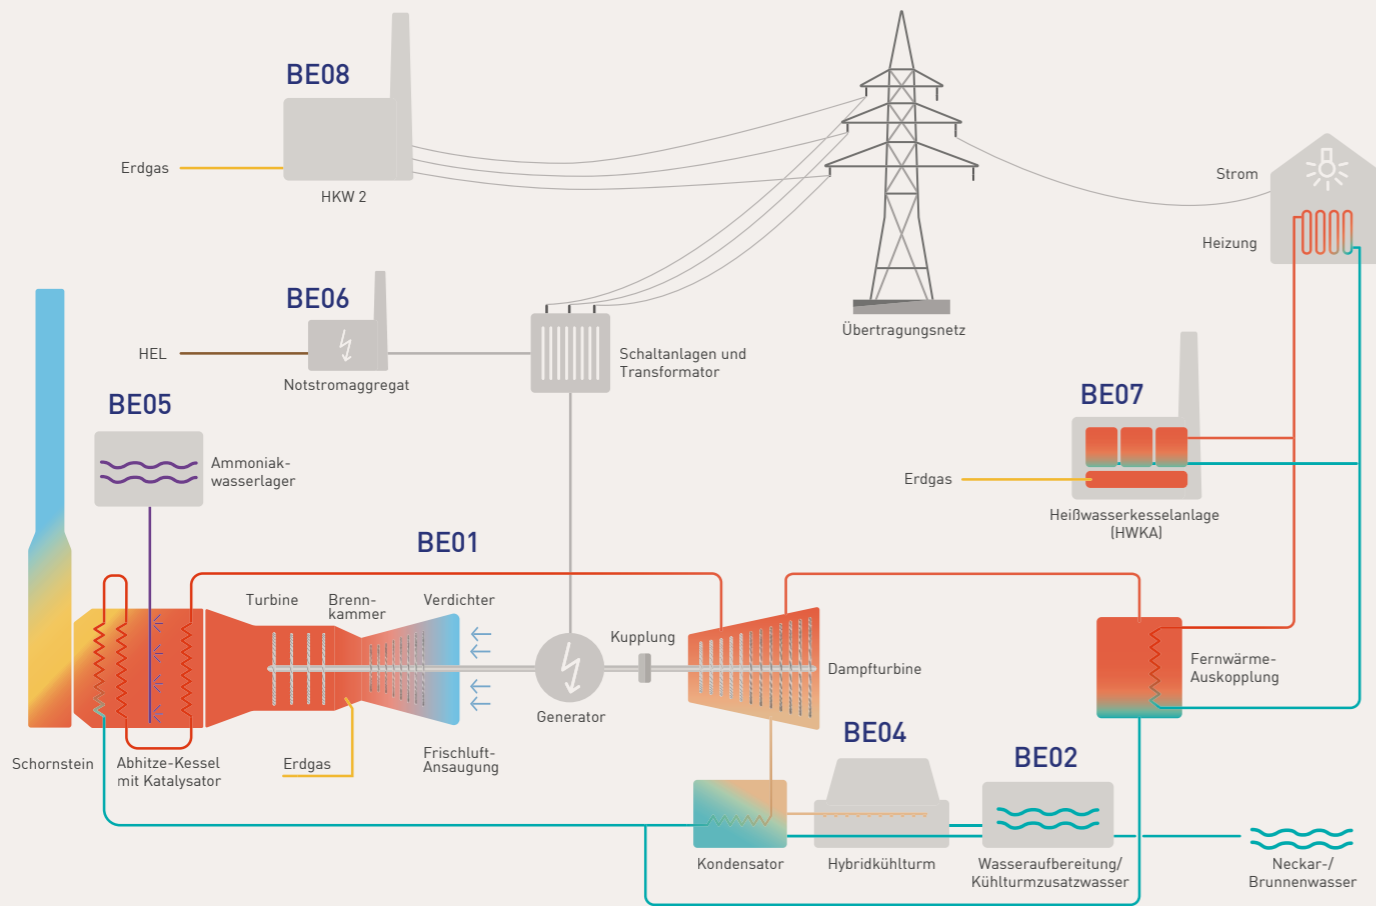 BE08
Erdgas
HKW 2
Strom
Heizung
Übertragungsnetz
BE06
HEL
Notstromaggregat
Schaltanlagen und
Transformator
BE05
Ammoniak-
wasserlager
BE07
Erdgas
Heißwasserkesselanlage
(HWKA)
BE01
Turbine
Brenn-
kammer
Verdichter
Kupplung
Generator
Dampfturbine
Fernwärme-
Auskopplung
Schornstein
Abhitze-Kessel
mit Katalysator
Erdgas
Frischluft-
Ansaugung
BE04
BE02
Kondensator
Hybridkühlturm
Wasseraufbereitung/
Kühlturmzusatzwasser
Neckar-/
Brunnenwasser